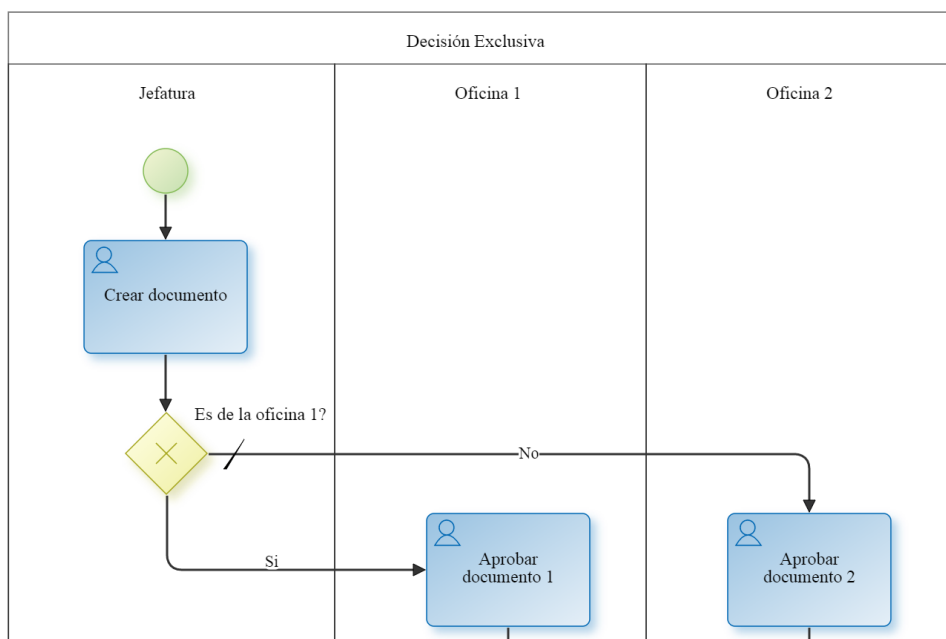 Decisión Exclusiva
Jefatura
Oficina 1
Oficina 2
Crear documento
Es de la oficina 1?
No
Si
Aprobar
documento 1
Aprobar
documento 2